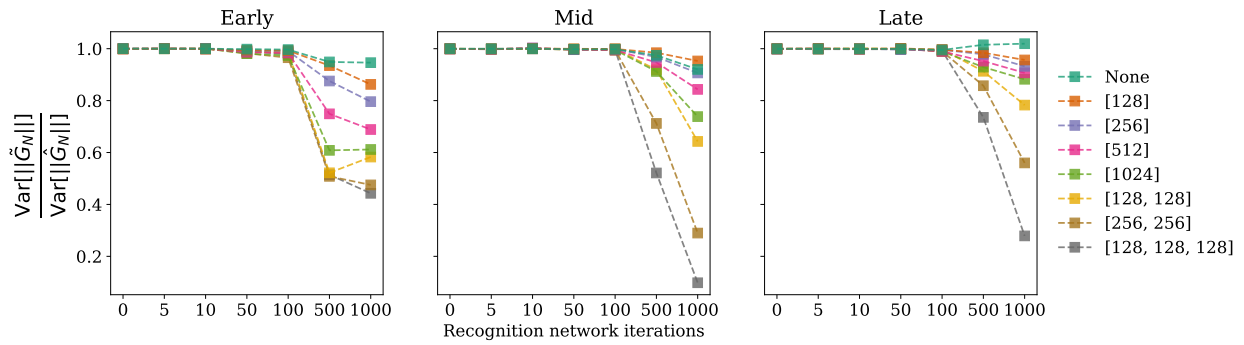 Early
Mid
Late
Var[||G̃_N||]
Var[||Ĝ_N||]
1.0
0.8
0.6
0.4
0.2
0 5 10 50 100 500 1000
0 5 10 50 100 500 1000
0 5 10 50 100 500 1000
Recognition network iterations
None
[128]
[256]
[512]
[1024]
[128, 128]
[256, 256]
[128, 128, 128]